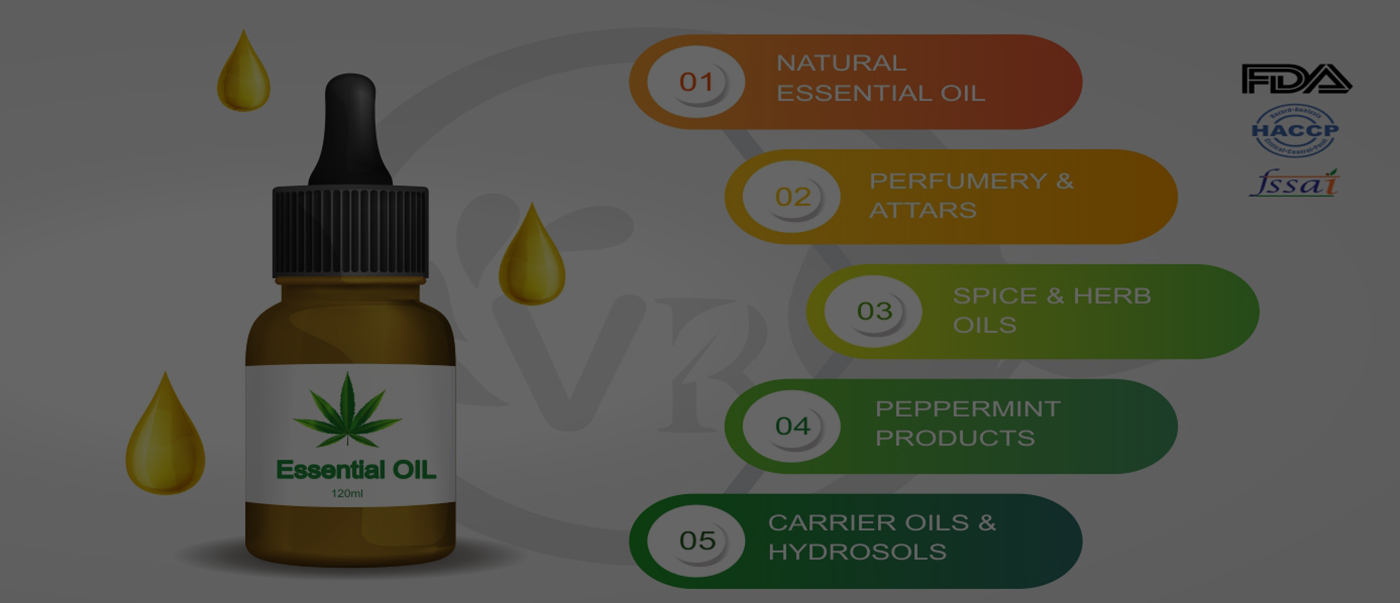 01
NATURAL
ESSENTIAL OIL
FDA
HACCP
fssai
02
PERFUMERY &
ATTARS
VR
03
SPICE & HERB
OILS
04
PEPPERMINT
PRODUCTS
Essential OIL
120ml
05
CARRIER OILS &
HYDROSOLS